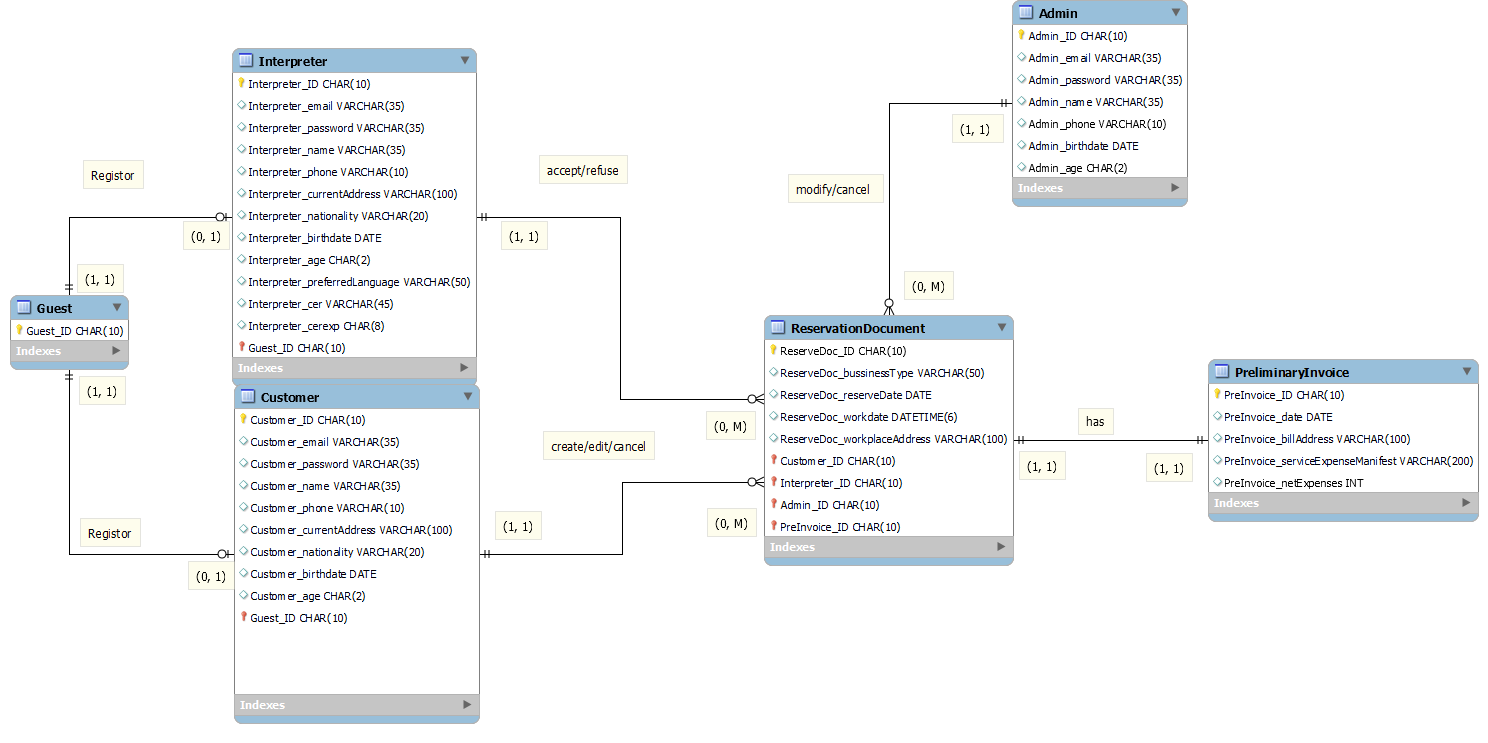 Admin
Admin_ID CHAR(10)
Admin_email VARCHAR(35)
Admin_password VARCHAR(35)
Admin_name VARCHAR(35)
Admin_phone VARCHAR(10)
Admin_birthdate DATE
Admin_age CHAR(2)
Indexes
Interpreter
Interpreter_ID CHAR(10)
Interpreter_email VARCHAR(35)
Interpreter_password VARCHAR(35)
Interpreter_name VARCHAR(35)
Interpreter_phone VARCHAR(10)
Interpreter_currentAddress VARCHAR(100)
Interpreter_nationality VARCHAR(20)
Interpreter_birthdate DATE
Interpreter_age CHAR(2)
Interpreter_preferredLanguage VARCHAR(50)
Interpreter_cer VARCHAR(45)
Interpreter_cerexp CHAR(8)
Guest_ID CHAR(10)
Indexes
Registor
(0, 1)
(1, 1)
Guest
Guest_ID CHAR(10)
Indexes
(1, 1)
Registor
(0, 1)
Customer
Customer_ID CHAR(10)
Customer_email VARCHAR(35)
Customer_password VARCHAR(35)
Customer_name VARCHAR(35)
Customer_phone VARCHAR(10)
Customer_currentAddress VARCHAR(100)
Customer_nationality VARCHAR(20)
Customer_birthdate DATE
Customer_age CHAR(2)
Guest_ID CHAR(10)
Indexes
accept/refuse
(1, 1)
(0, M)
create/edit/cancel
(1, 1)
(0, M)
modify/cancel
(1, 1)
(0, M)
ReservationDocument
ReserveDoc_ID CHAR(10)
ReserveDoc_bussinessType VARCHAR(50)
ReserveDoc_reserveDate DATE
ReserveDoc_workdate DATETIME(6)
ReserveDoc_workplaceAddress VARCHAR(100)
Customer_ID CHAR(10)
Interpreter_ID CHAR(10)
Admin_ID CHAR(10)
PreInvoice_ID CHAR(10)
Indexes
has
(1, 1)
(1, 1)
PreliminaryInvoice
PreInvoice_ID CHAR(10)
PreInvoice_date DATE
PreInvoice_billAddress VARCHAR(100)
PreInvoice_serviceExpenseManifest VARCHAR(200)
PreInvoice_netExpenses INT
Indexes